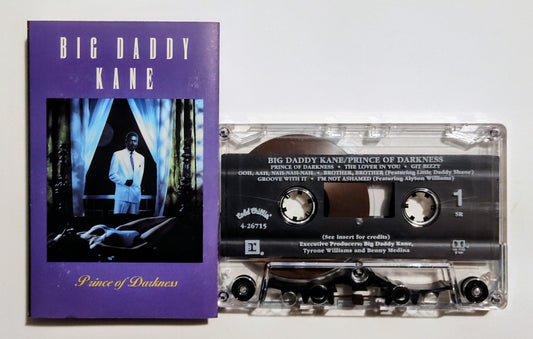 BIG DADDY
KANE
Prince of Darkness
BIG DADDY KANE/PRINCE OF DARKNESS
PRINCE OF DARKNESS • THE LOVER IN YOU • GIT BIZZY
OOH, AAH, NAH-NAH-NAH • BROTHER, BROTHER (Featuring Little Daddy Shane)
GROOVE WITH IT • I'M NOT ASHAMED (Featuring Alyton Williams)
Cold Chillin'
4-26715
1
SR
(See insert for credits)
Executive Producers: Big Daddy Kane,
Tyrone Williams and Benny Medina